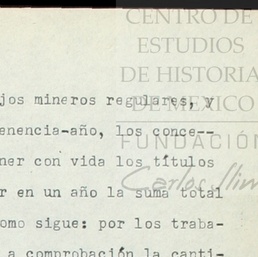 CENTRO DE
ESTUDIOS
DE HISTORIA
DE MEXICO
FUNDACIÓN
Carlos Slim
jos mineros regulares, y
enencia-año, los conce--
ner con vida los títulos
r en un año la suma total
omo sigue: por los traba-
a comprobación la canti-